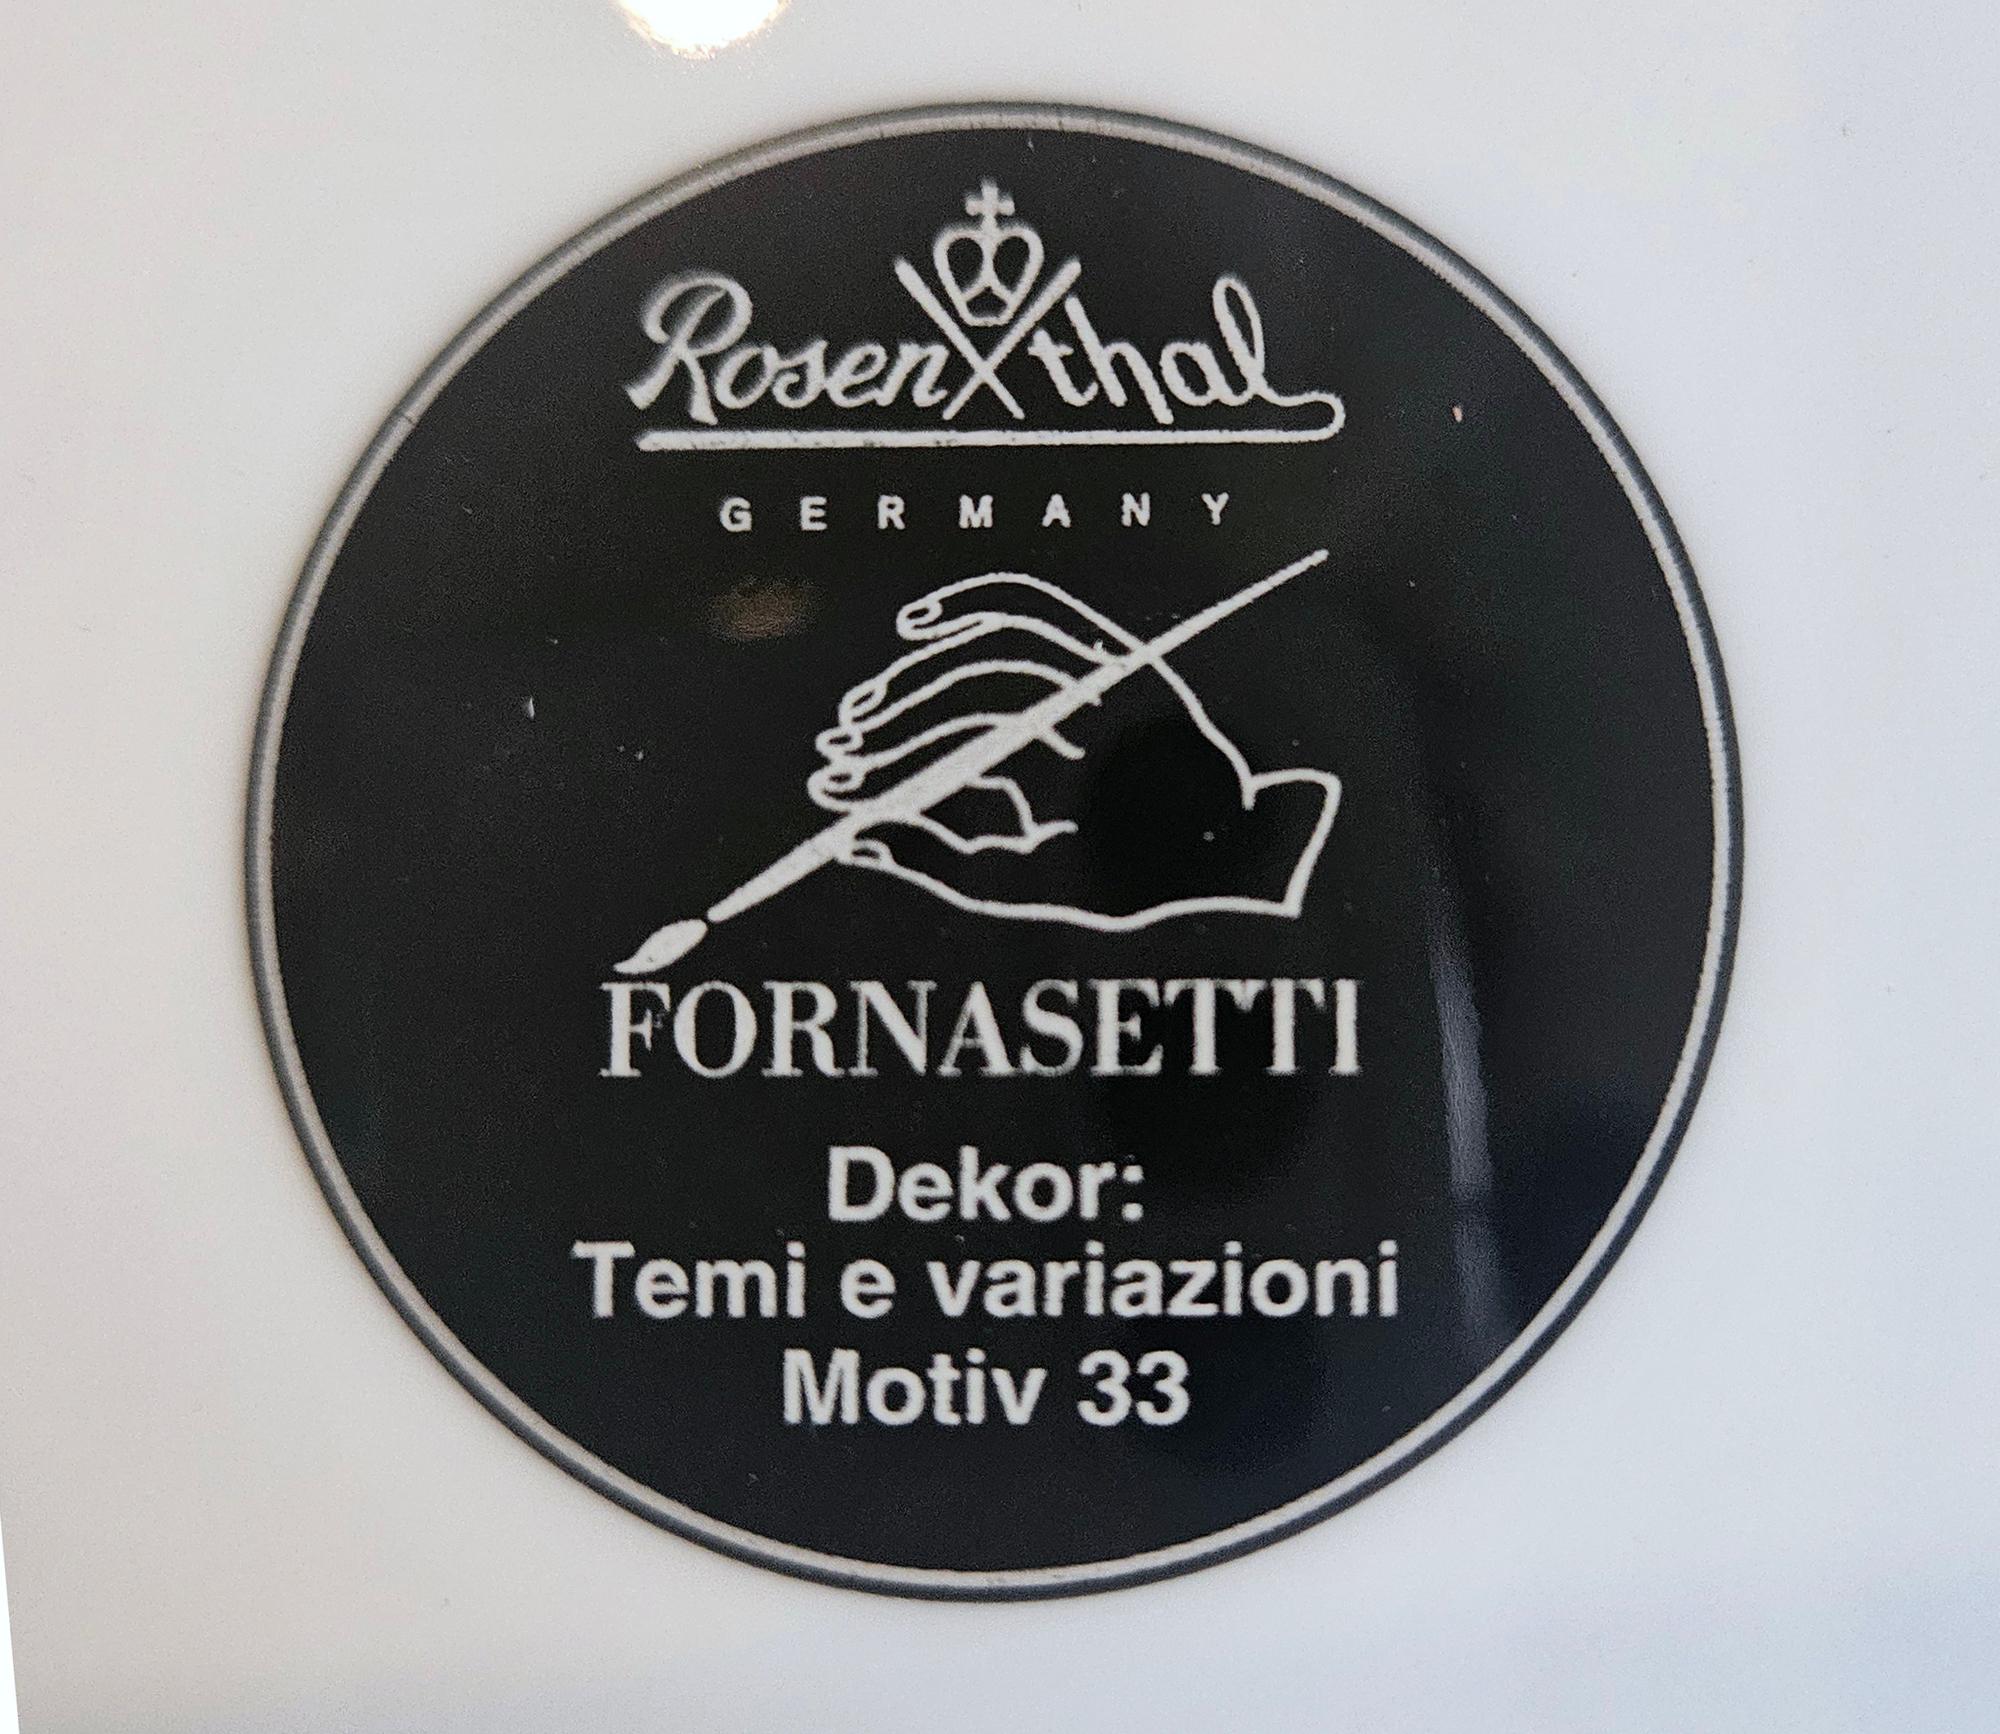 Rosenthal
GERMANY
FORNASETTI
Dekor:
Temi e variazioni
Motiv 33